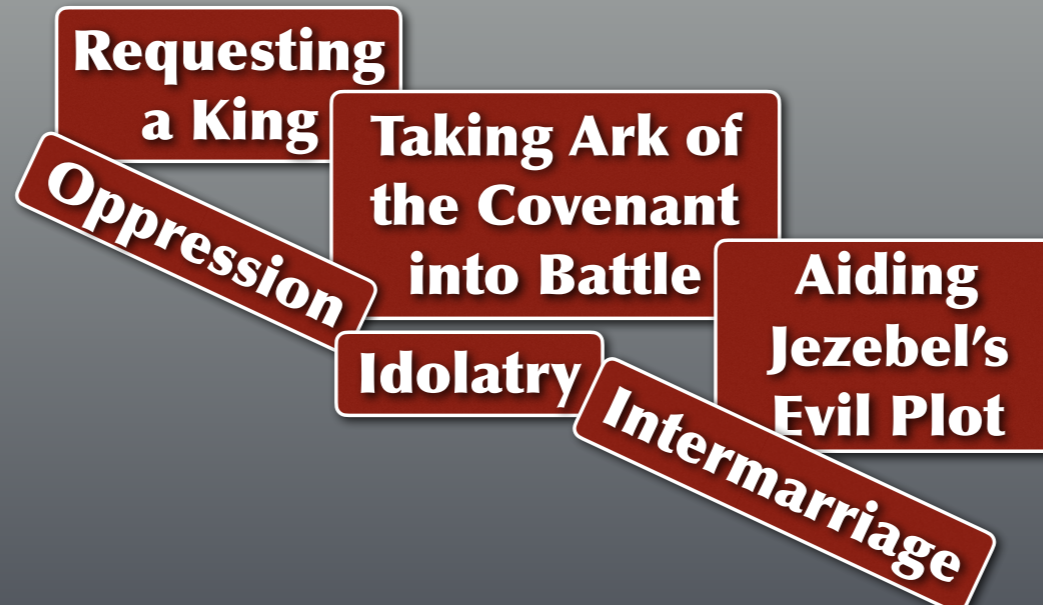 Requesting
a King
Taking Ark of
the Covenant
into Battle
Oppression
Aiding
Jezebel’s
Evil Plot
Idolatry
Intermarriage